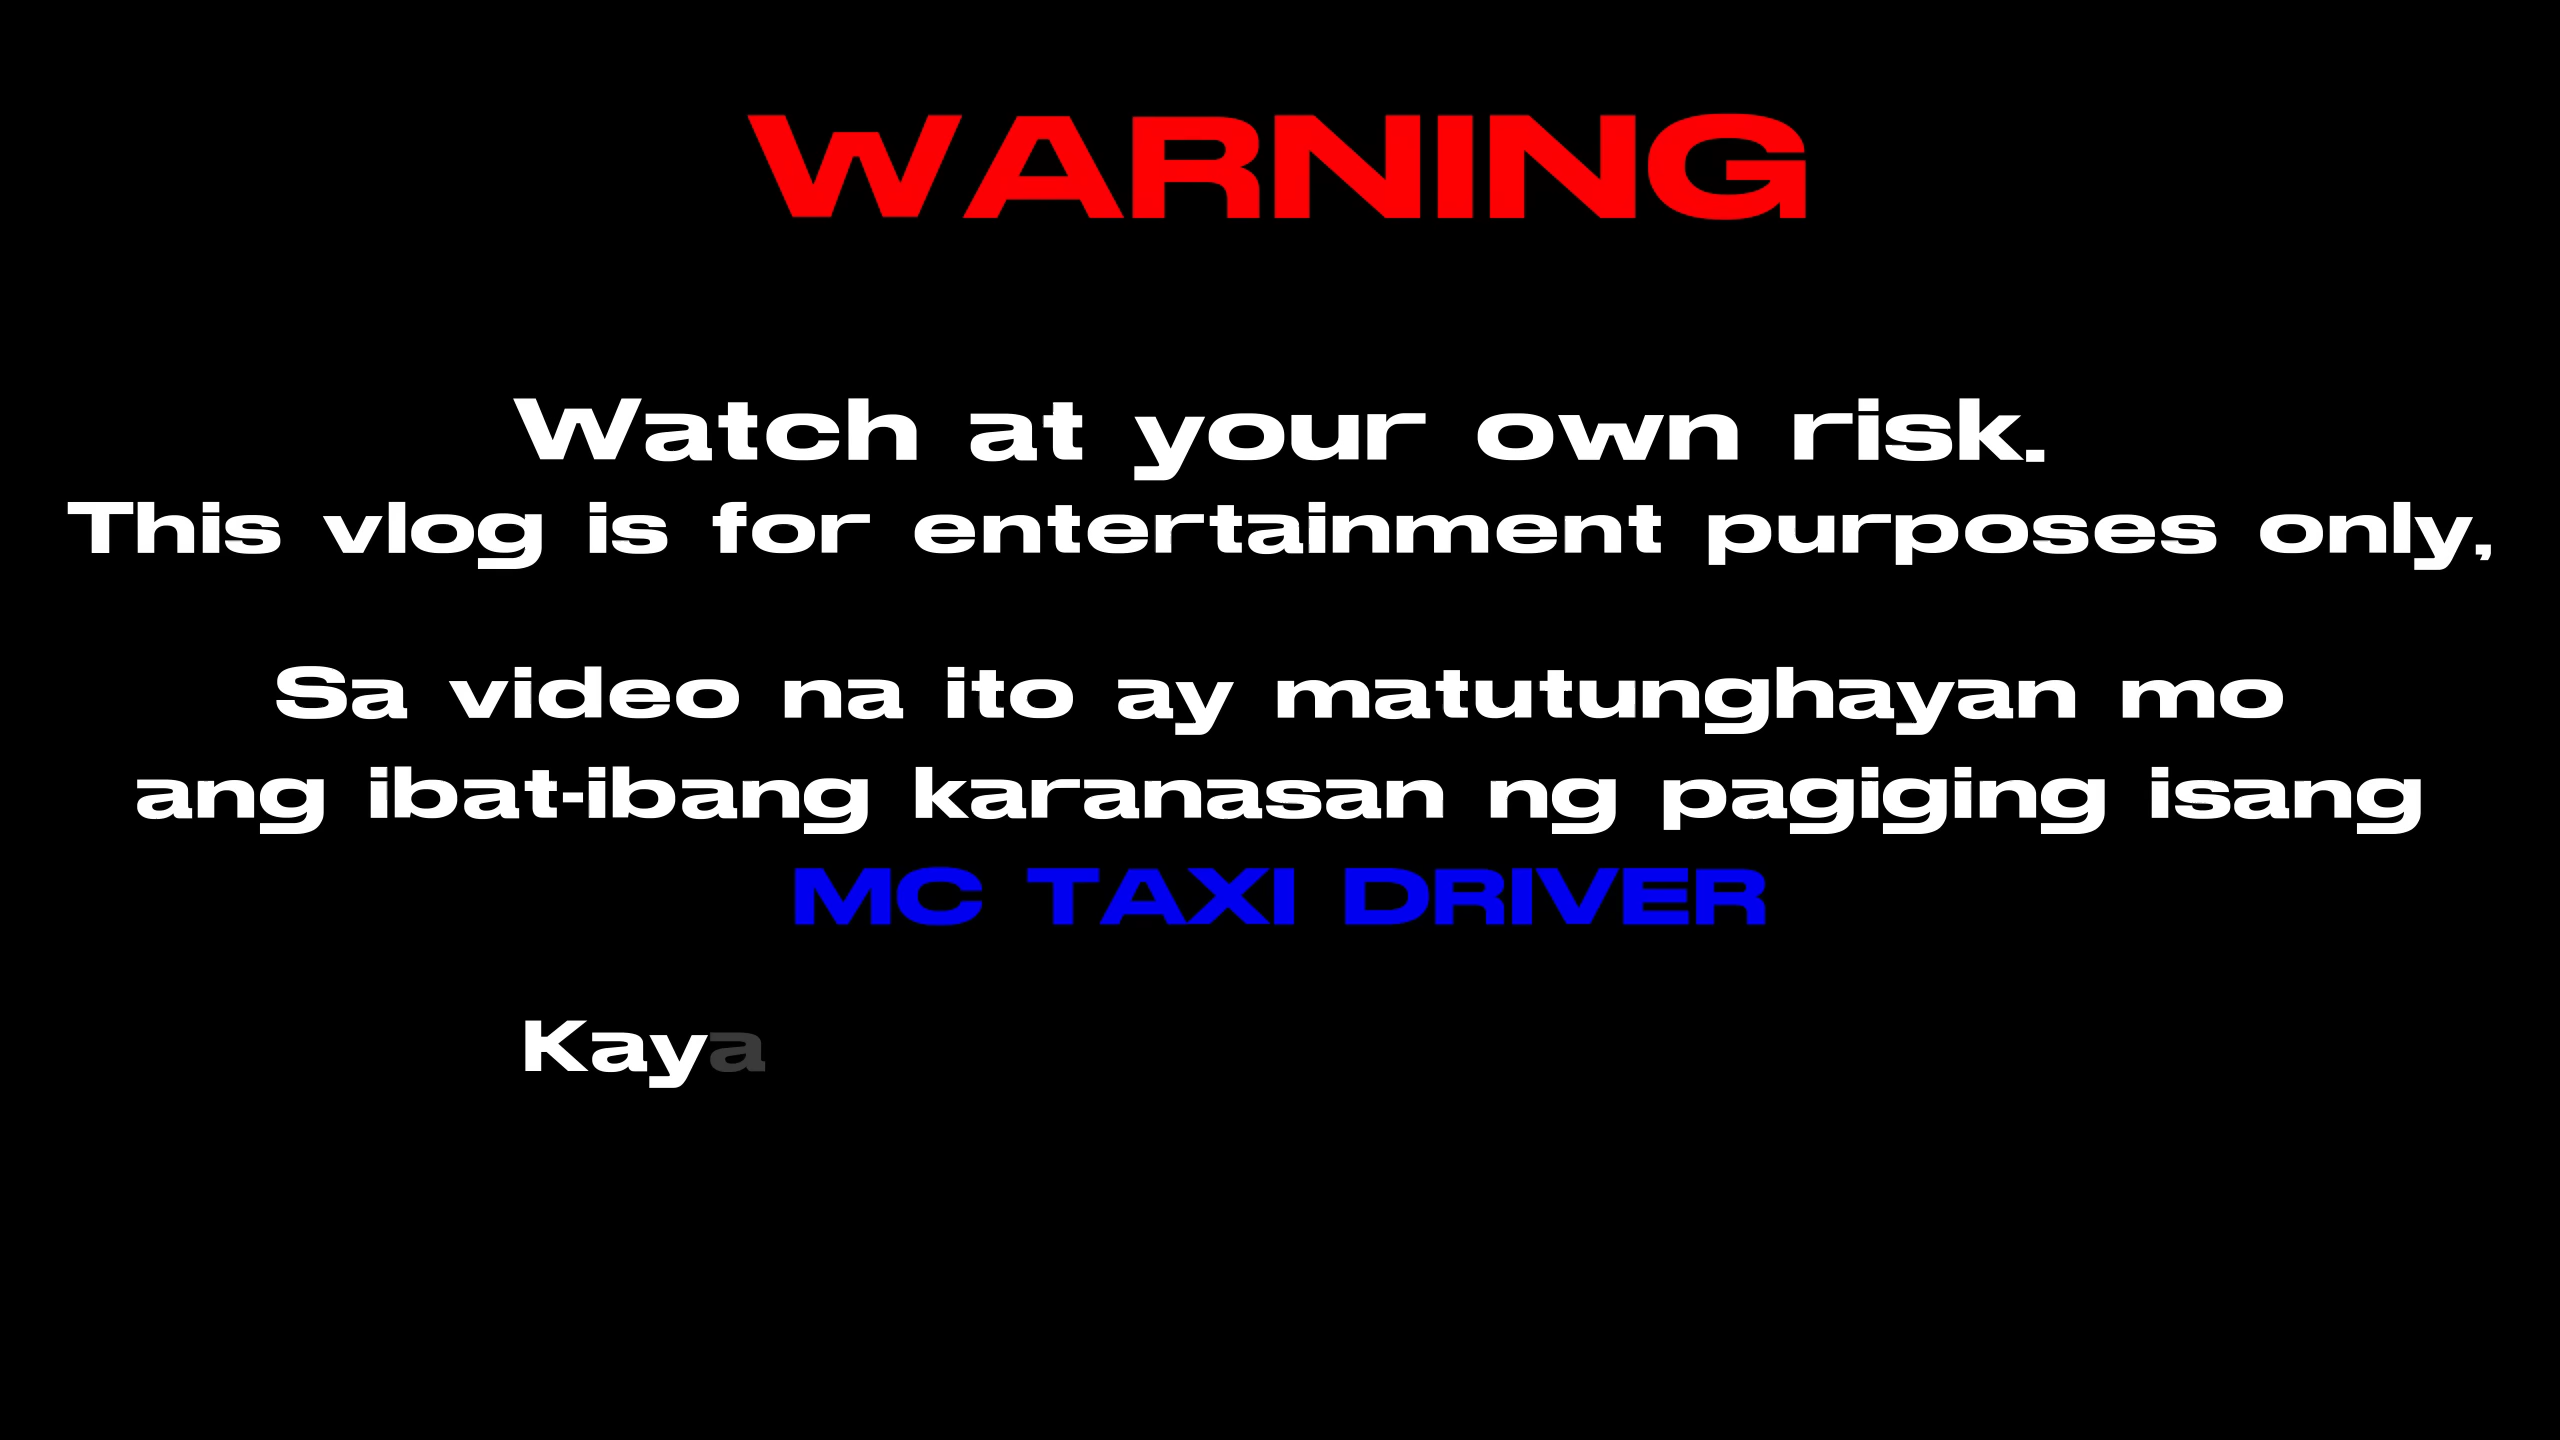 WARNING
Watch at your own risk.
This vlog is for entertainment purposes only,
Sa video na ito ay matutunghayan mo
ang ibat-ibang karanasan ng pagiging isang
MC TAXI DRIVER
Kaya